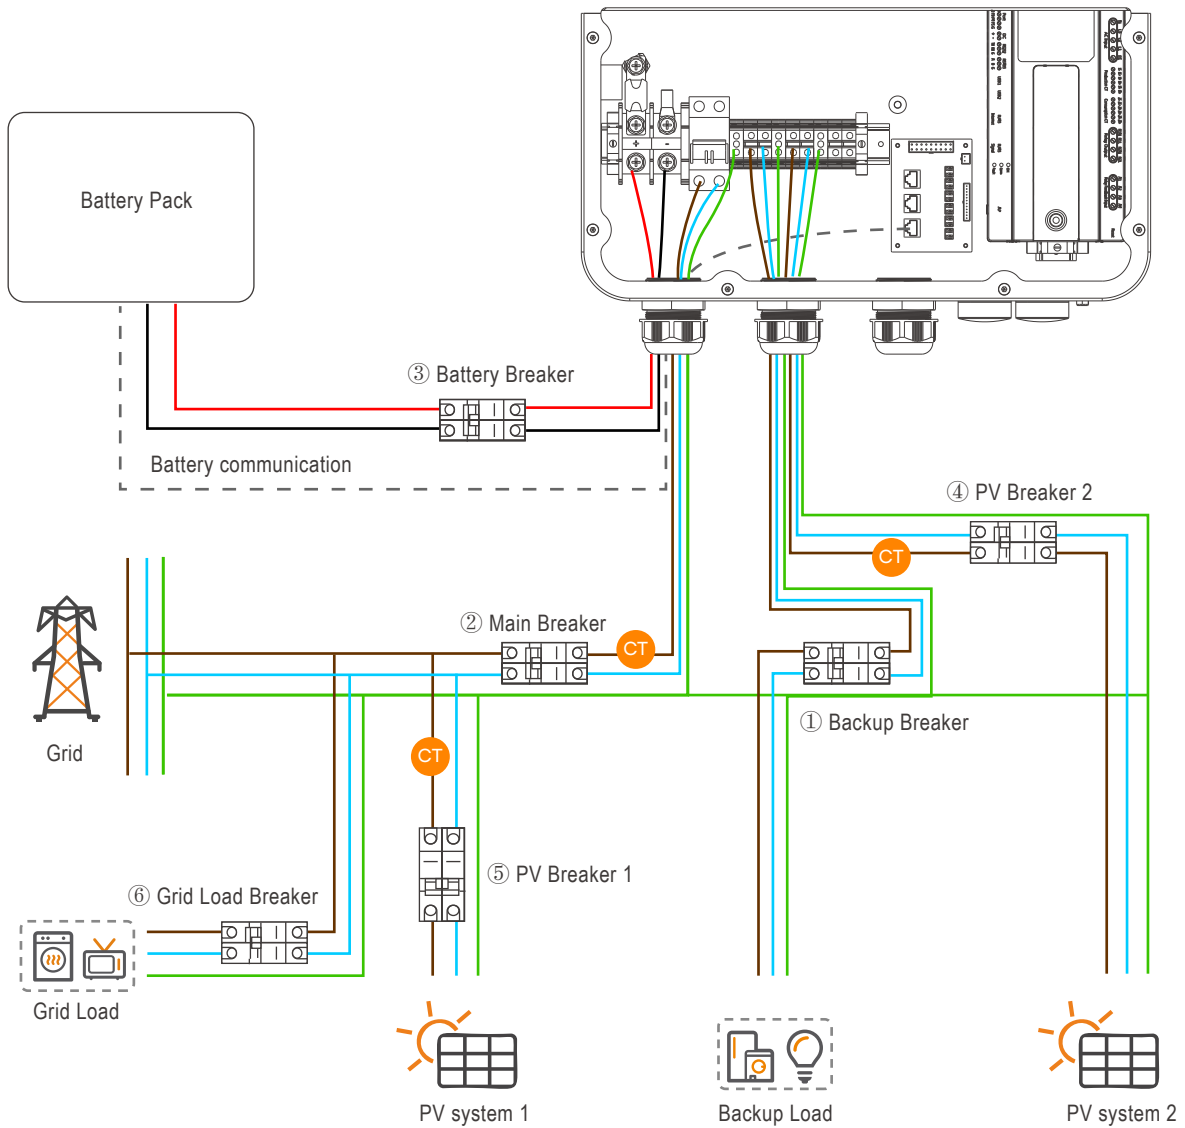 Battery Pack
+ -
③ Battery Breaker
Battery communication
④ PV Breaker 2
CT
② Main Breaker
CT
① Backup Breaker
Grid
CT
⑤ PV Breaker 1
⑥ Grid Load Breaker
Grid Load
PV system 1
Backup Load
PV system 2